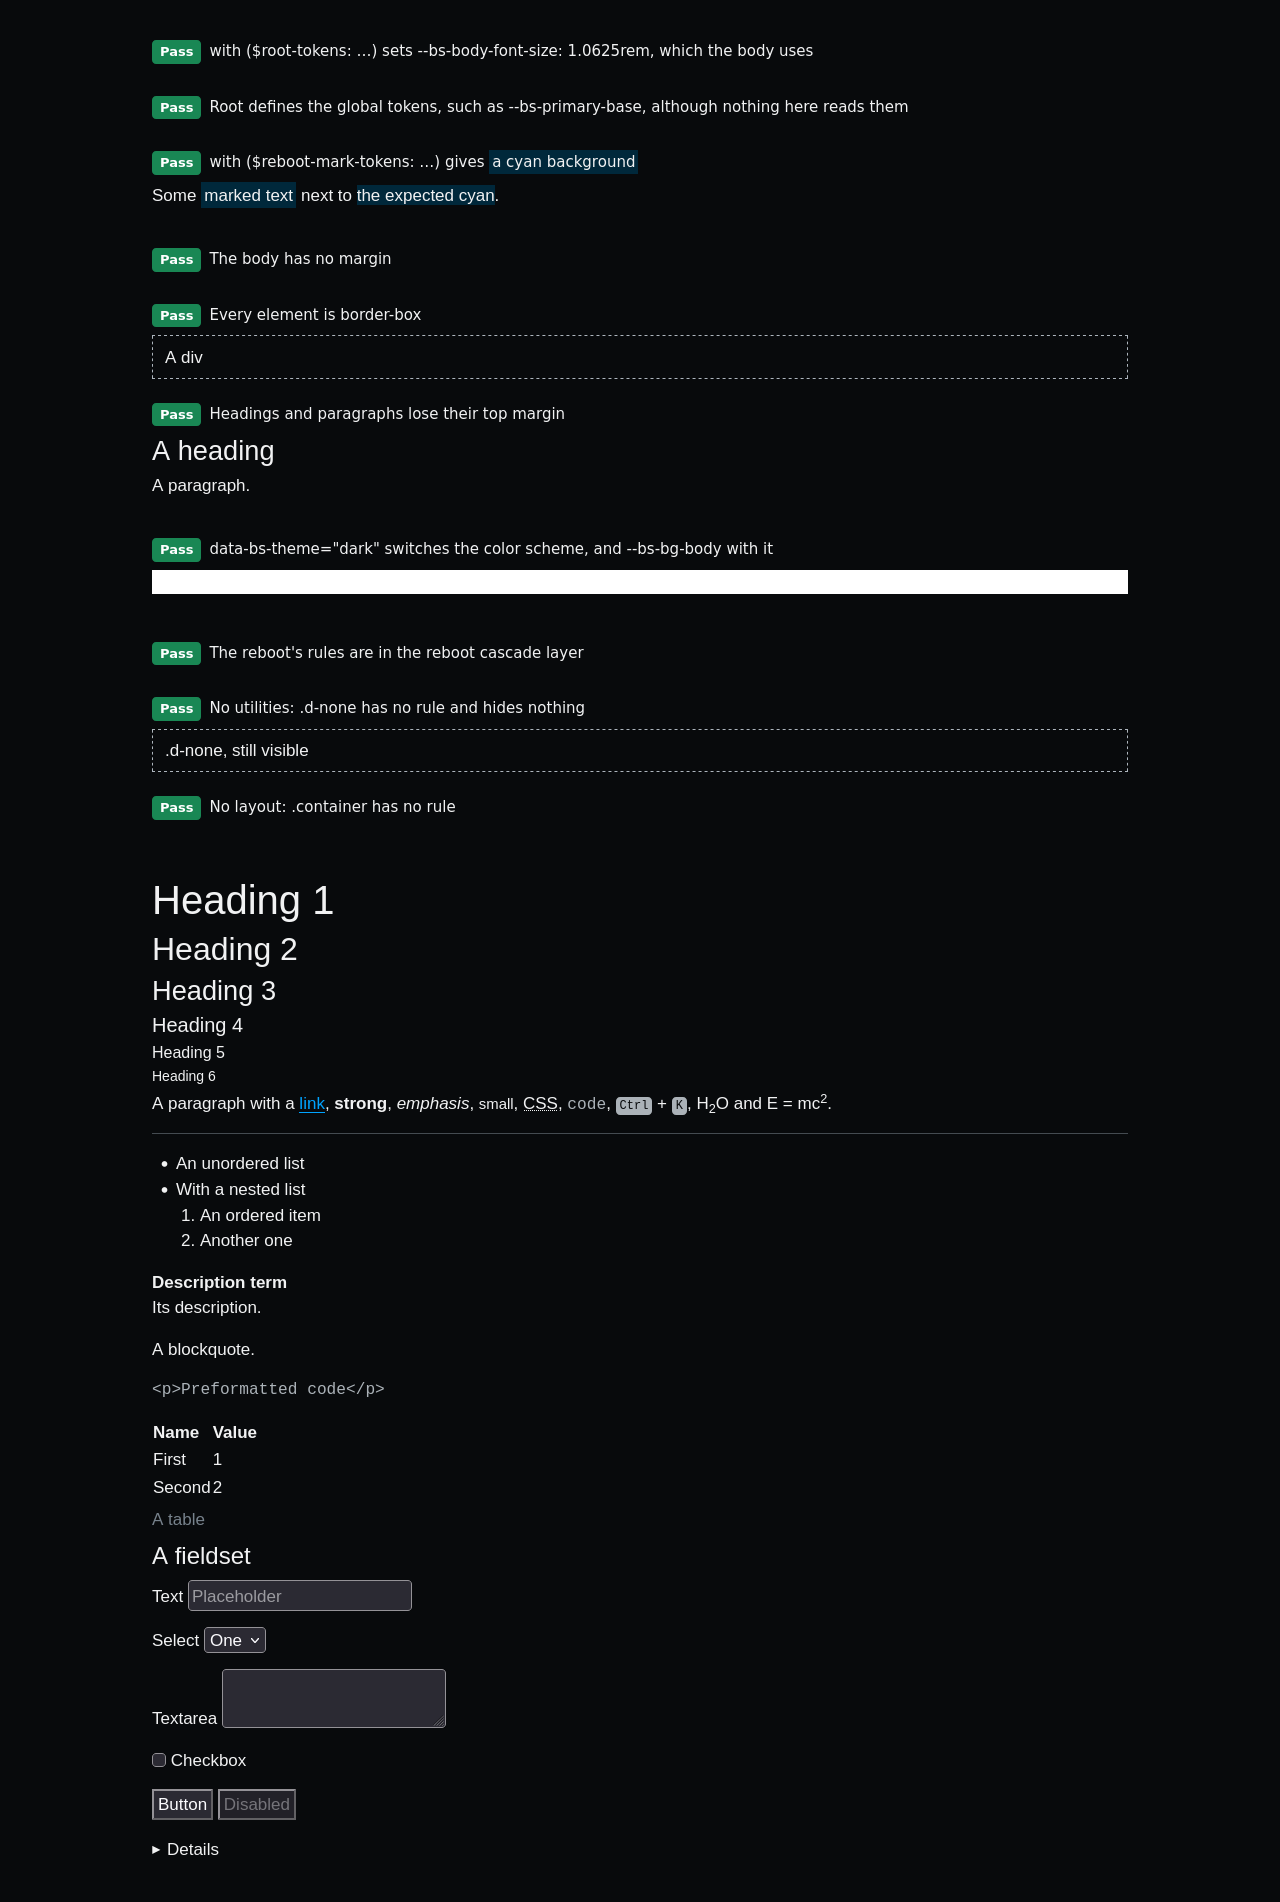 Pass with ($root-tokens: …) sets --bs-body-font-size: 1.0625rem, which the body uses
Pass Root defines the global tokens, such as --bs-primary-base, although nothing here reads them
Pass with ($reboot-mark-tokens: …) gives a cyan background
Some marked text next to the expected cyan.
Pass The body has no margin
Pass Every element is border-box
A div
Pass Headings and paragraphs lose their top margin
A heading
A paragraph.
Pass data-bs-theme="dark" switches the color scheme, and --bs-bg-body with it
Pass The reboot's rules are in the reboot cascade layer
Pass No utilities: .d-none has no rule and hides nothing
.d-none, still visible
Pass No layout: .container has no rule
Heading 1
Heading 2
Heading 3
Heading 4
Heading 5
Heading 6
A paragraph with a link, strong, emphasis, small, CSS, code, Ctrl + K, H2O and E = mc2.
• An unordered list
• With a nested list
1. An ordered item
2. Another one
Description term
Its description.
A blockquote.
<p>Preformatted code</p>
Name Value
First 1
Second 2
A table
A fieldset
Text Placeholder
Select One
Textarea
Checkbox
Button Disabled
Details